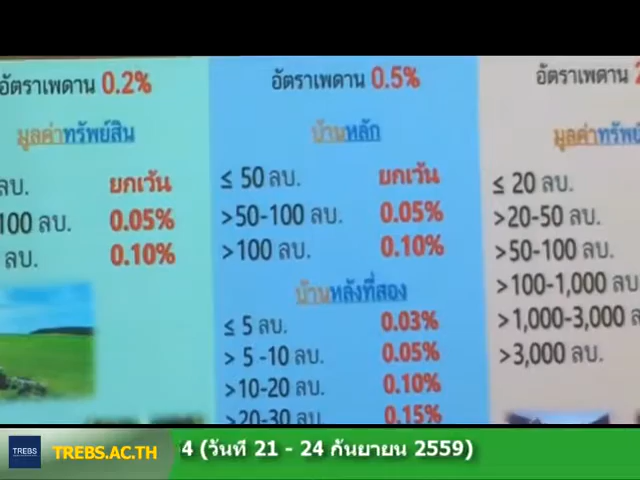 อัตราเพดาน 0.2%
มูลค่าทรัพย์สิน
ลบ. ยกเว้น
100 ลบ. 0.05%
ลบ. 0.10%
อัตราเพดาน 0.5%
บ้านหลัก
≤ 50 ลบ. ยกเว้น
>50-100 ลบ. 0.05%
>100 ลบ. 0.10%
บ้านหลังที่สอง
≤ 5 ลบ. 0.03%
> 5 -10 ลบ. 0.05%
>10-20 ลบ. 0.10%
>20-30 ลบ. 0.15%
อัตราเพดาน 2
มูลค่าทรัพย์
≤ 20 ลบ.
>20-50 ลบ.
>50-100 ลบ.
>100-1,000 ลบ
>1,000-3,000 ล
>3,000 ลบ.
TREBS
TREBS.AC.TH
4 (วันที่ 21 - 24 กันยายน 2559)